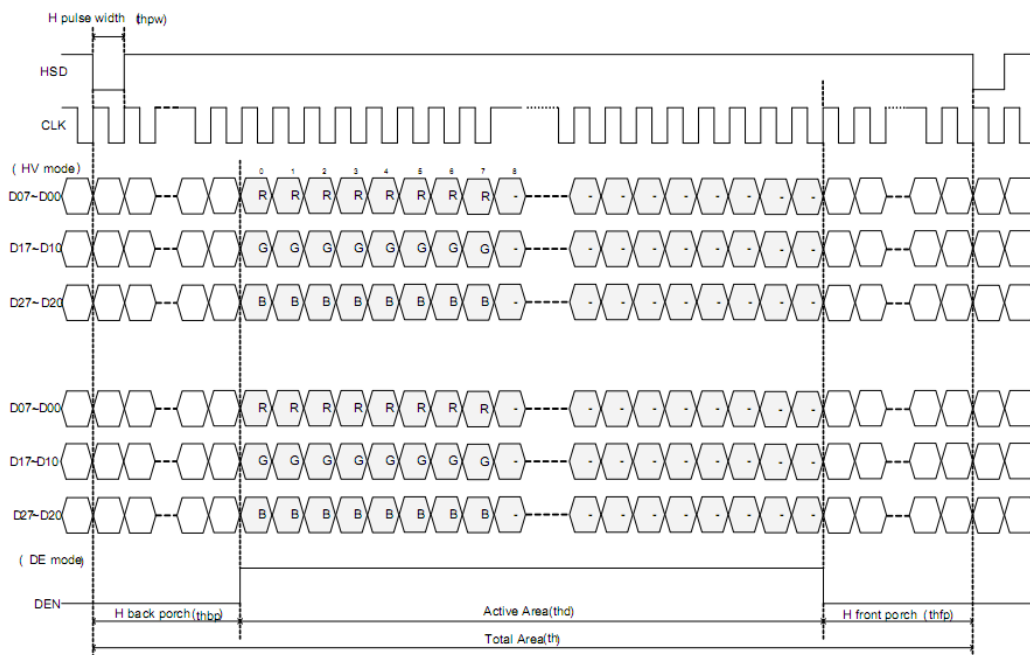 H pulse width (thpw)
HSD
CLK
( HV mode)
0 1 2 3 4 5 6 7 8
D07~D00 R R R R R R R R - - - - - - - - -
D17~D10 G G G G G G G G - - - - - - - - -
D27~D20 B B B B B B B B - - - - - - - - -
D07~D00 R R R R R R R R - - - - - - - - -
D17~D10 G G G G G G G G - - - - - - - - -
D27~D20 B B B B B B B B - - - - - - - - -
( DE mode)
DEN
H back porch (thbp) Active Area(thd) H front porch (thfp)
Total Area(th)